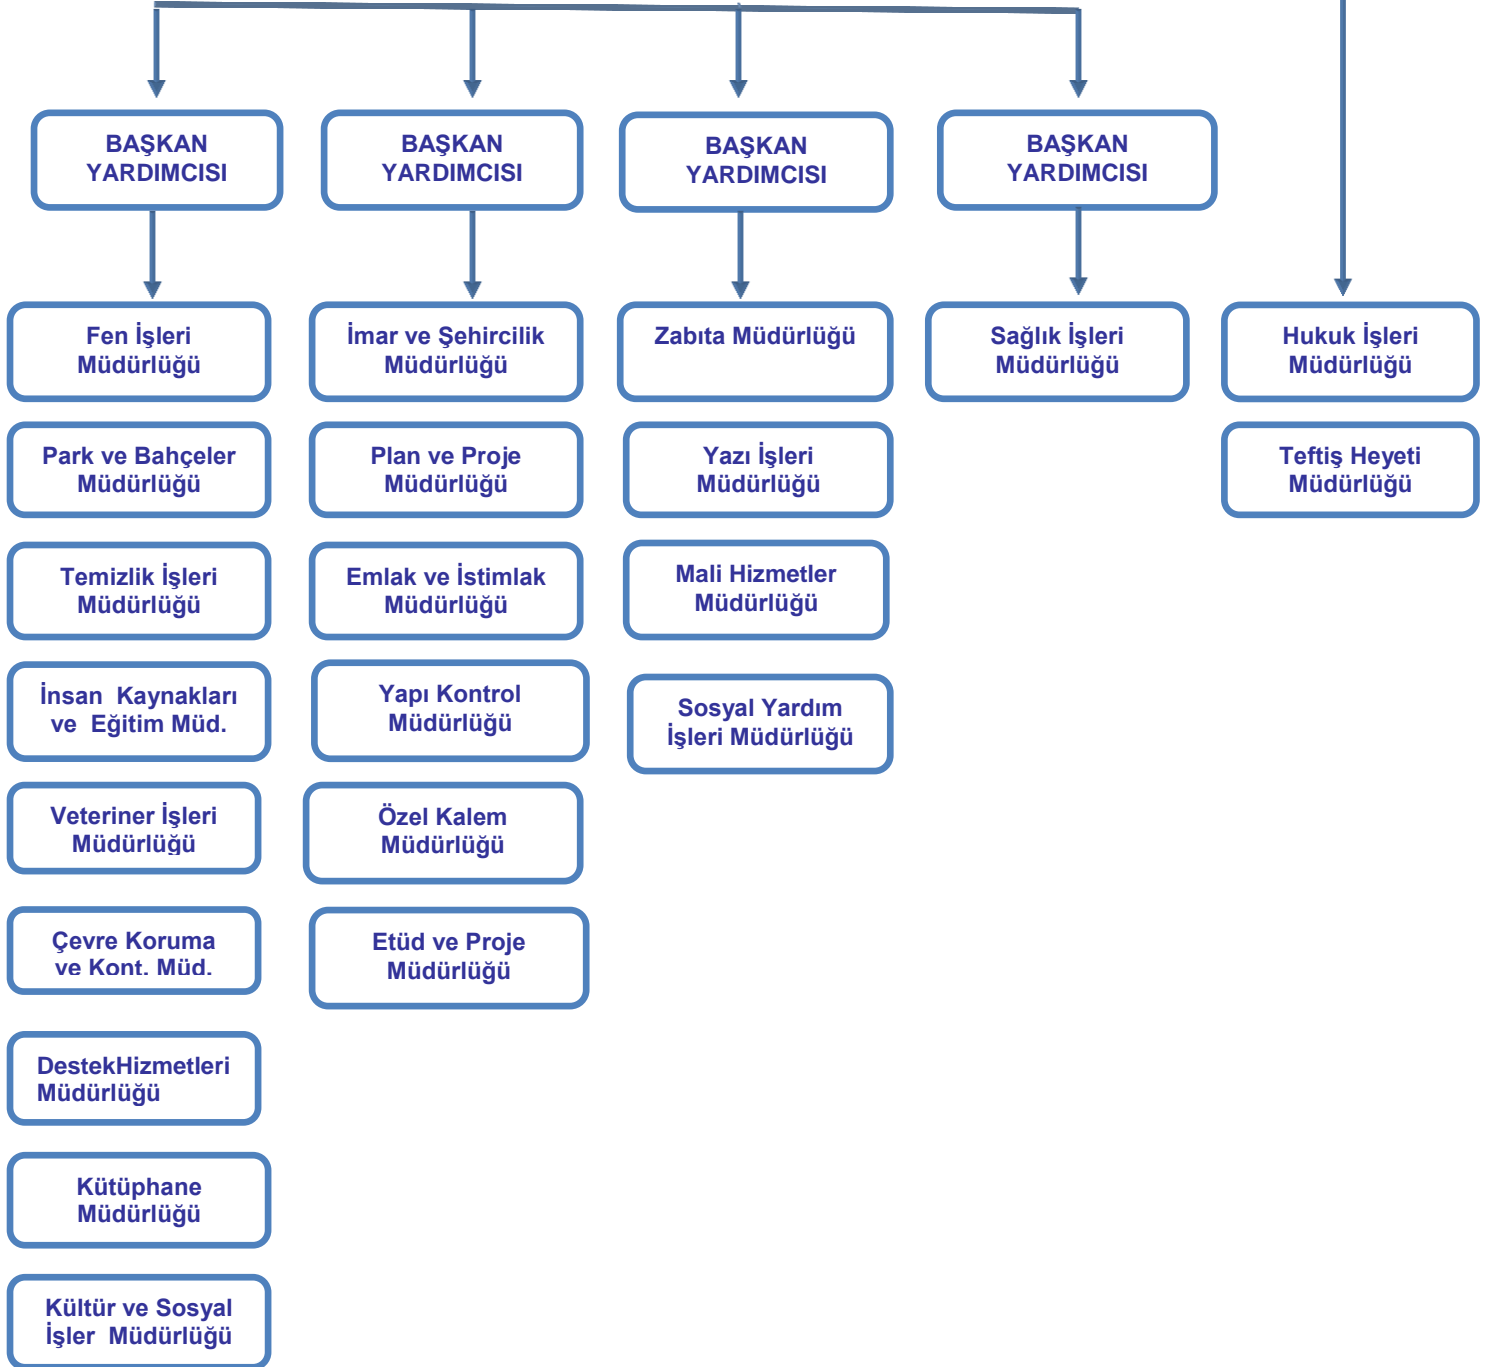 BAŞKAN
YARDIMCISI
BAŞKAN
YARDIMCISI
BAŞKAN
YARDIMCISI
BAŞKAN
YARDIMCISI
Fen İşleri
Müdürlüğü
İmar ve Şehircilik
Müdürlüğü
Zabıta Müdürlüğü
Sağlık İşleri
Müdürlüğü
Hukuk İşleri
Müdürlüğü
Park ve Bahçeler
Müdürlüğü
Plan ve Proje
Müdürlüğü
Yazı İşleri
Müdürlüğü
Teftiş Heyeti
Müdürlüğü
Temizlik İşleri
Müdürlüğü
Emlak ve İstimlak
Müdürlüğü
Mali Hizmetler
Müdürlüğü
İnsan  Kaynakları
ve  Eğitim Müd.
Yapı Kontrol
Müdürlüğü
Sosyal Yardım
İşleri Müdürlüğü
Veteriner İşleri
Müdürlüğü
Özel Kalem
Müdürlüğü
Çevre Koruma
ve Kont. Müd.
Etüd ve Proje
Müdürlüğü
DestekHizmetleri
Müdürlüğü
Kütüphane
Müdürlüğü
Kültür ve Sosyal
İşler  Müdürlüğü